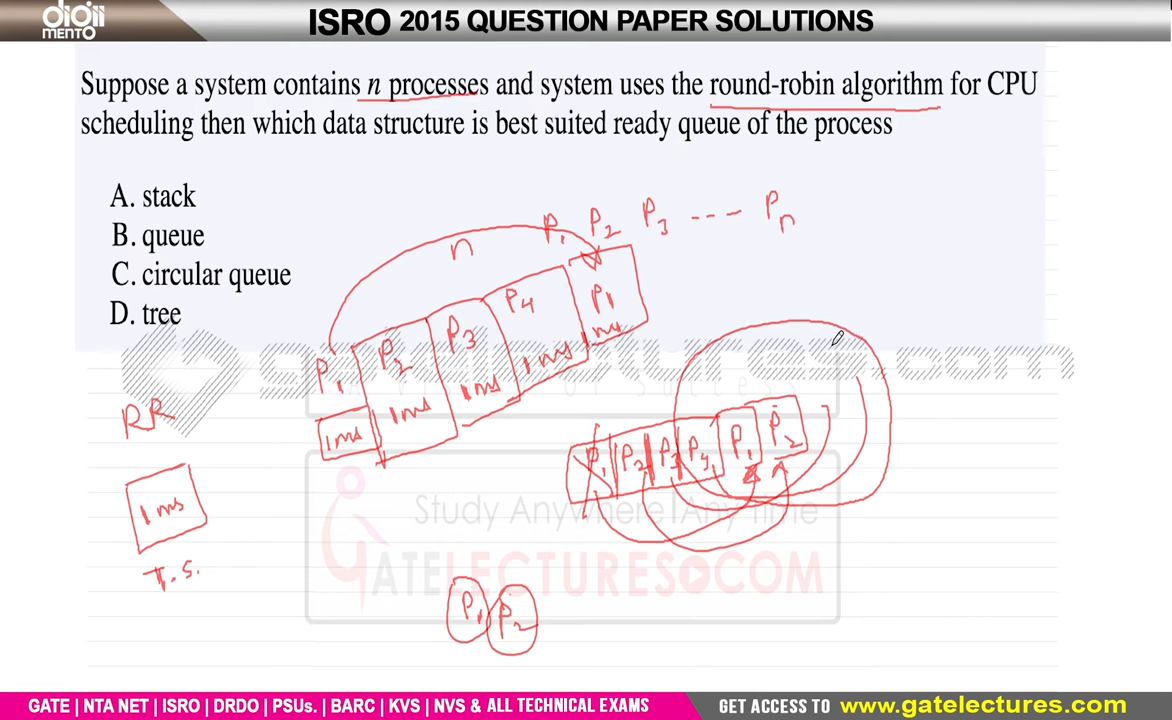 digii
MENTO
ISRO 2015 QUESTION PAPER SOLUTIONS
Suppose a system contains n processes and system uses the round-robin algorithm for CPU
scheduling then which data structure is best suited ready queue of the process
A. stack
B. queue
C. circular queue
D. tree
P1 P2 P3 ---- Pn
n
P1 P2 P3 P4 P1
1ms 1ms 1ms 1ms 1ms
RR
1ms
T.S.
P1 P2 P3 P4 P1 P2
P1 P2
gatelectures.com
Study Anywhere Any Time
GATELECTURES.COM
GATE | NTA NET | ISRO | DRDO | PSUs. | BARC | KVS | NVS & ALL TECHNICAL EXAMS
GET ACCESS TO www.gatelectures.com